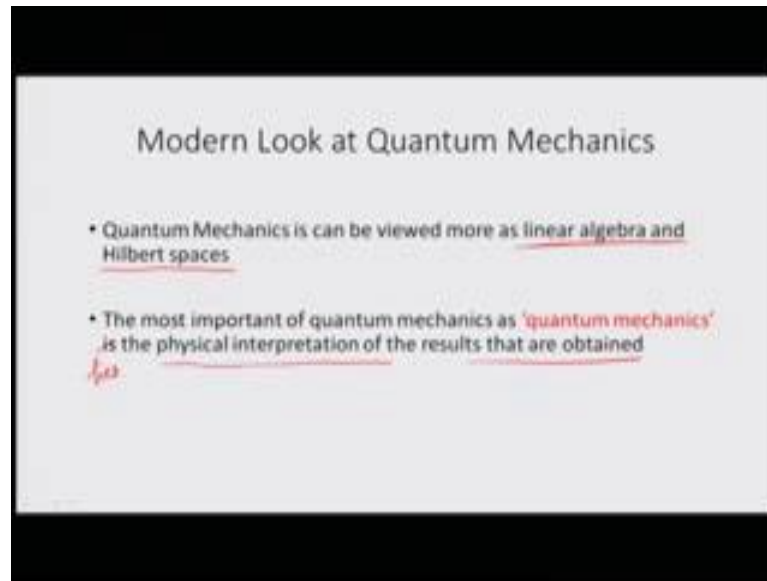 Modern Look at Quantum Mechanics
• Quantum Mechanics is can be viewed more as linear algebra and
Hilbert spaces
• The most important of quantum mechanics as 'quantum mechanics'
is the physical interpretation of the results that are obtained